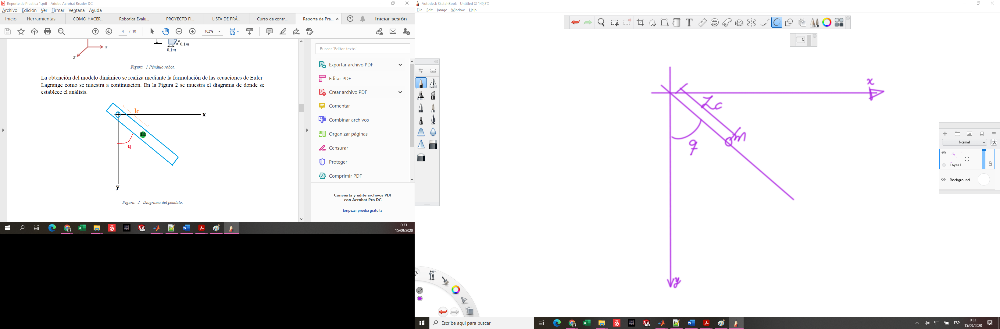 Reporte de Practica 1.pdf - Adobe Acrobat Reader DC
Archivo Edición Ver Firmar Ventana Ayuda
Inicio Herramientas COMO HACER... Robotica Evalu... PROYECTO FI... LISTA DE PRÁ... Curso de contr... Reporte de Pra... × Iniciar sesión
4 / 10 102%
x
z
0.1m
0.1m
Figura. 1 Péndulo robot.
La obtención del modelo dinámico se realiza mediante la formulación de las ecuaciones de Euler-
Lagrange como se muestra a continuación. En la Figura 2 se muestra el diagrama de donde se
establece el análisis.
lc
x
m
q
y
Figura. 2 Diagrama del péndulo.
Buscar 'Editar texto'
Exportar archivo PDF
Editar PDF
Crear archivo PDF
Comentar
Combinar archivos
Organizar páginas
Censurar
Proteger
Comprimir PDF
Convierta y edite archivos PDF
con Acrobat Pro DC
Empezar prueba gratuita
0:33
15/09/2020
Autodesk SketchBook - Untitled @ 149,3%
File Edit Image Window Help
5
x
Lc
m
q
y
Normal
100
Layer1
Background
Escribe aquí para buscar
ESP
0:33
15/09/2020